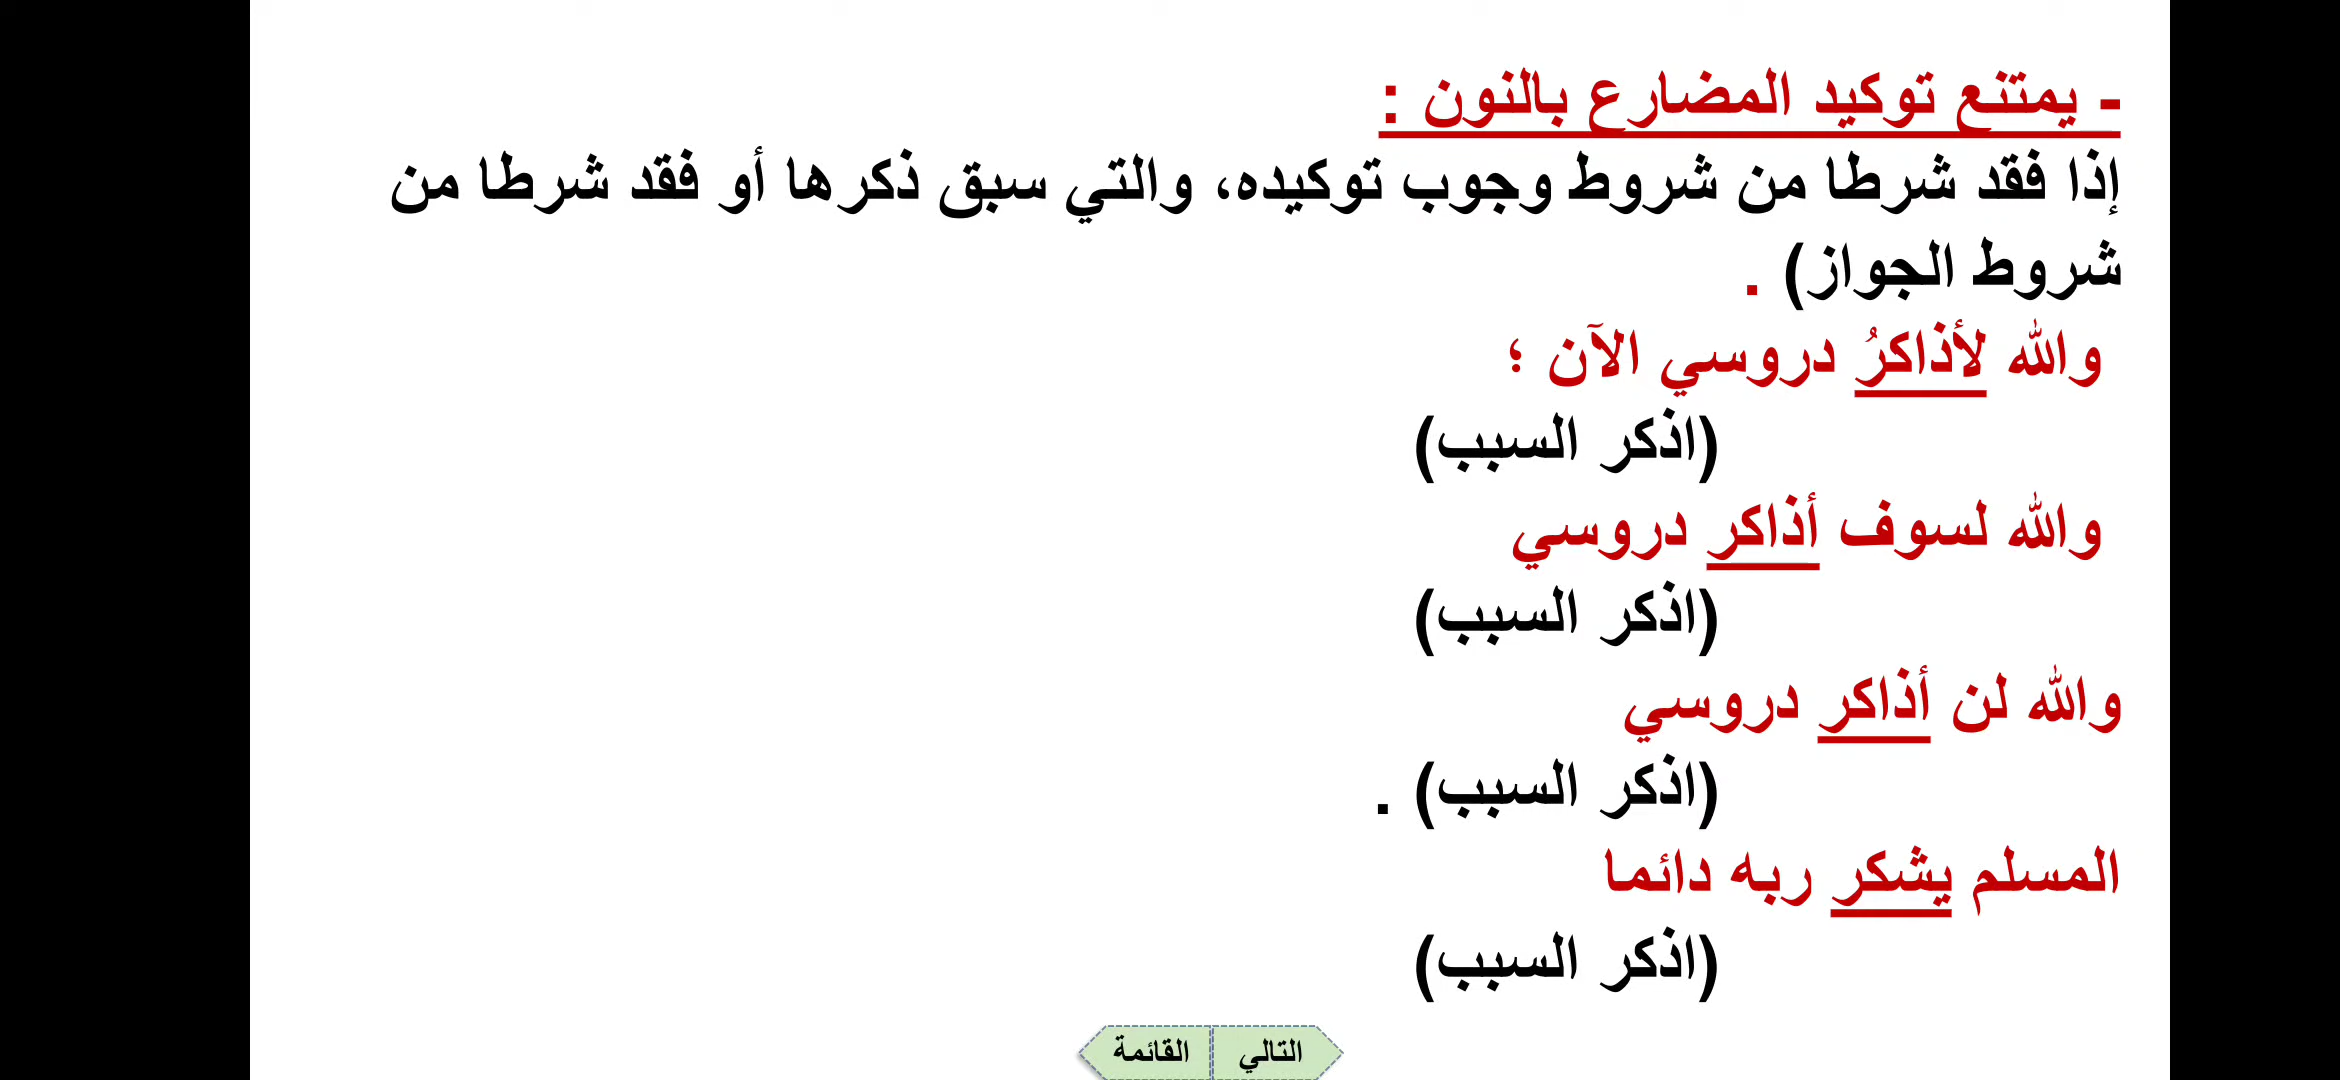 - يمتنع توكيد المضارع بالنون :
إذا فقد شرطا من شروط وجوب توكيده، والتي سبق ذكرها أو فقد شرطا من
شروط الجواز) .
والله لأذاكرُ دروسي الآن ؛
(اذكر السبب)
والله لسوف أذاكر دروسي
(اذكر السبب)
والله لن أذاكر دروسي
(اذكر السبب) .
المسلم يشكر ربه دائما
(اذكر السبب)
التالي
القائمة